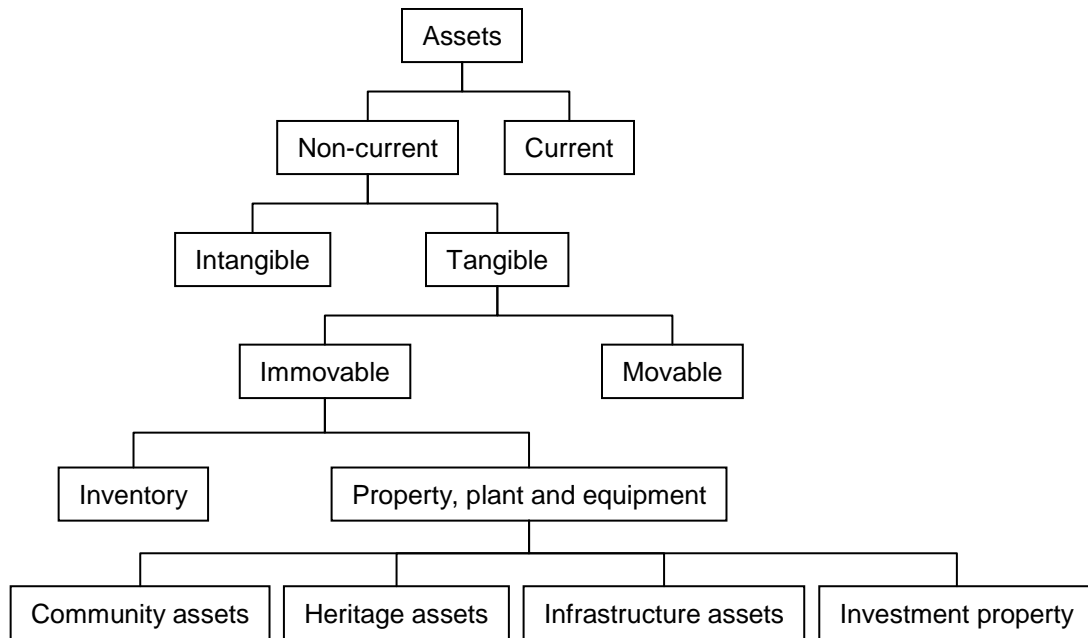 Assets
Non-current
Current
Intangible
Tangible
Immovable
Movable
Inventory
Property, plant and equipment
Community assets
Heritage assets
Infrastructure assets
Investment property